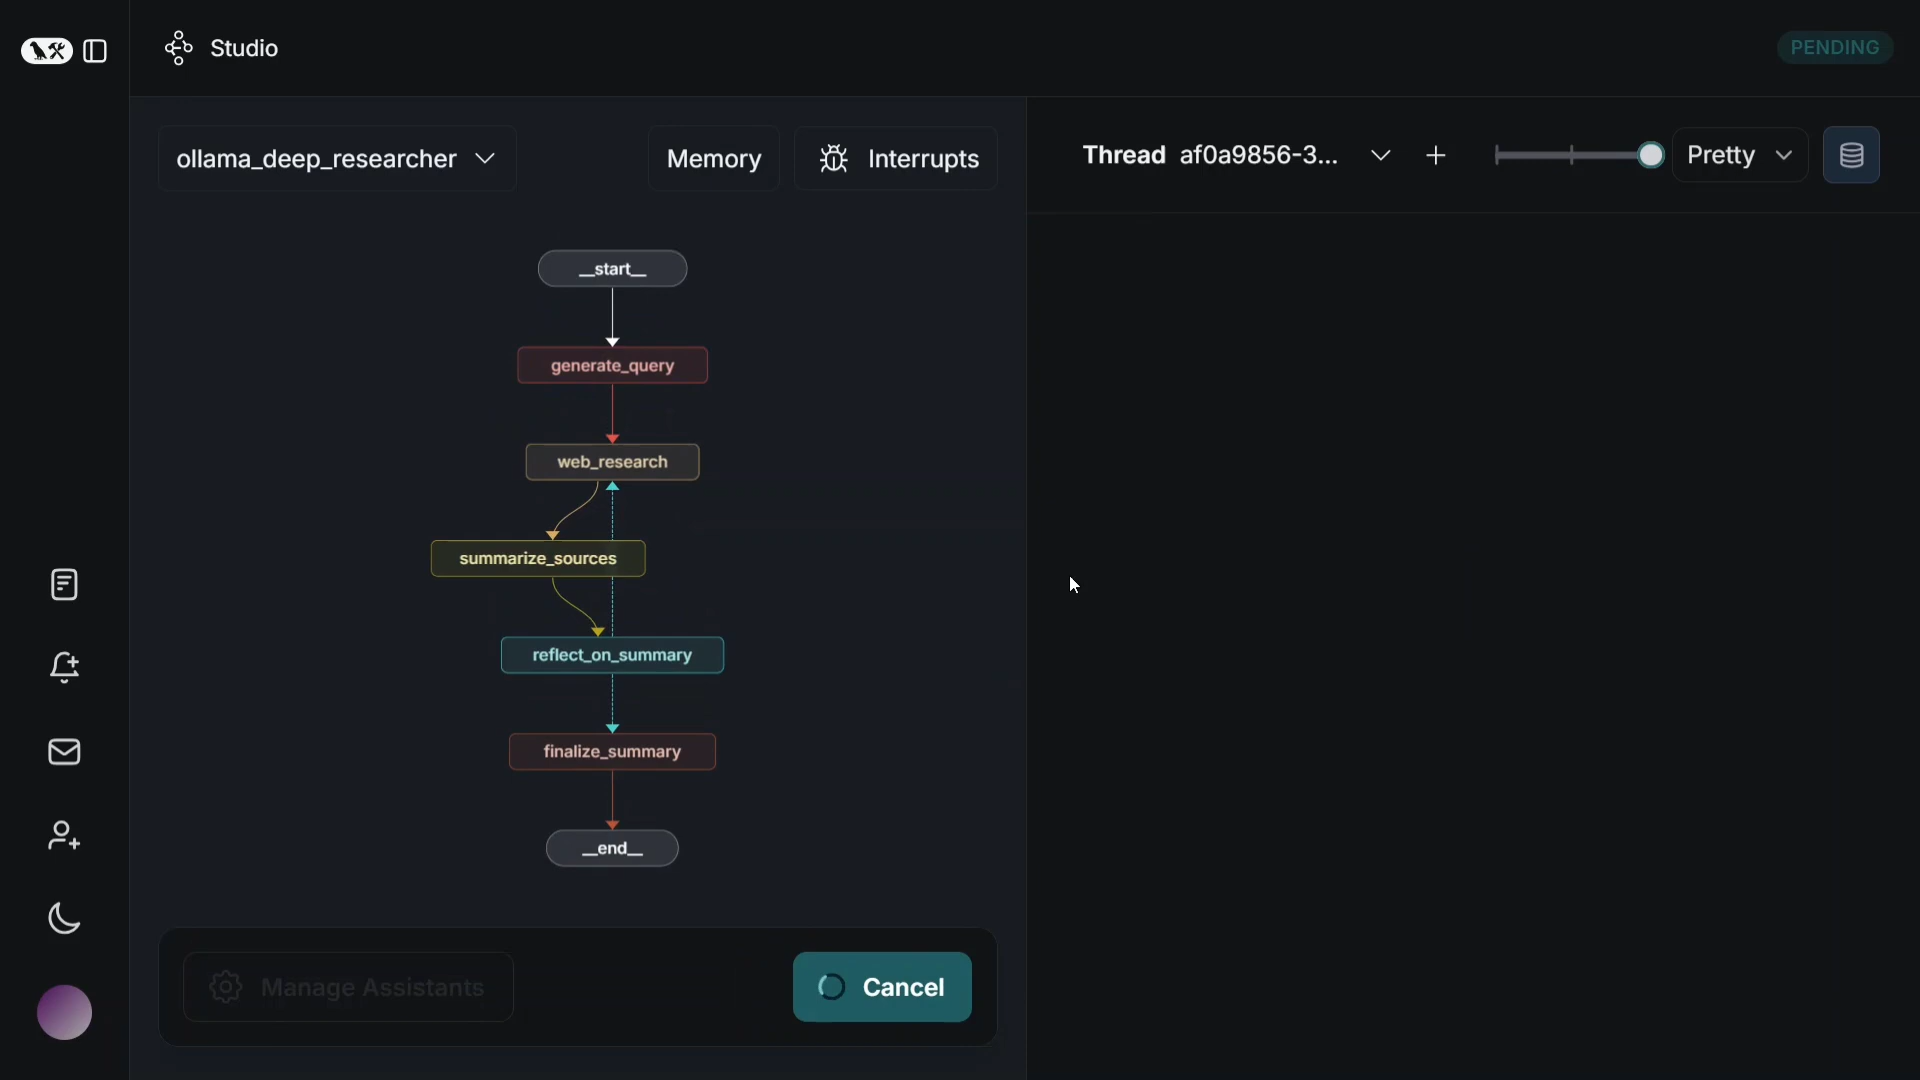 Studio
PENDING
ollama_deep_researcher
Memory
Interrupts
Thread af0a9856-3...
Pretty
__start__
generate_query
web_research
summarize_sources
reflect_on_summary
finalize_summary
__end__
Manage Assistants
Cancel